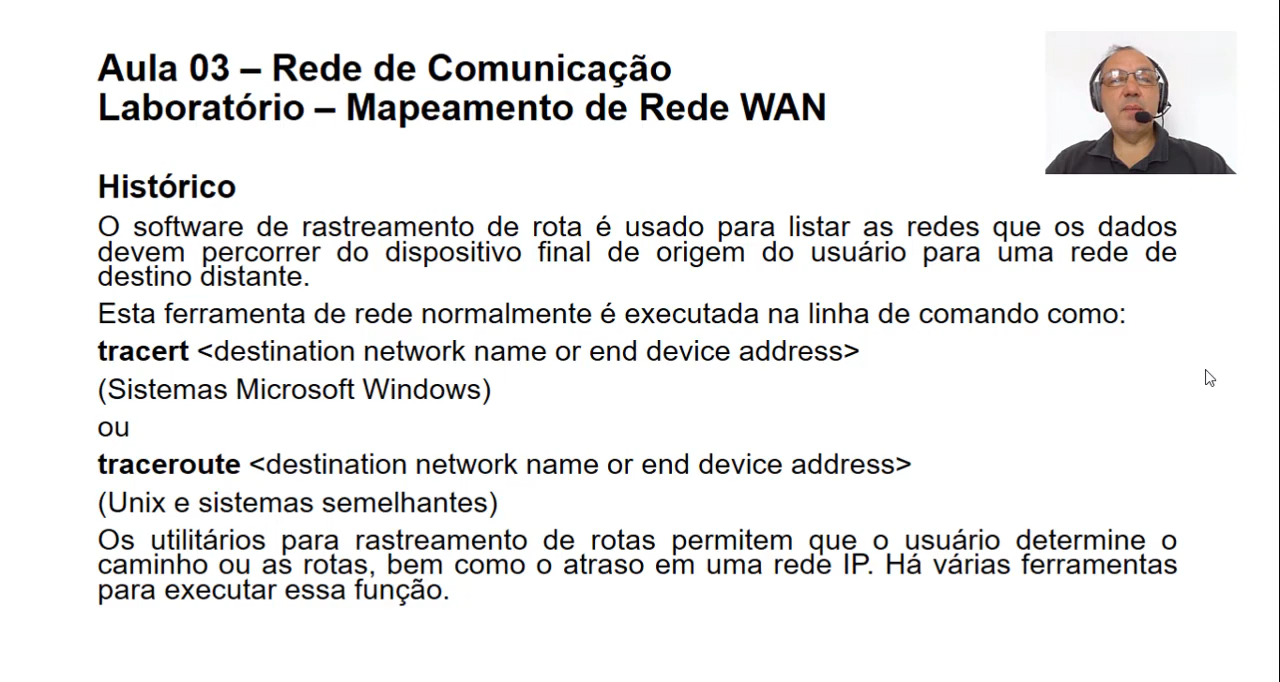 Aula 03 – Rede de Comunicação
Laboratório – Mapeamento de Rede WAN
Histórico
O software de rastreamento de rota é usado para listar as redes que os dados
devem percorrer do dispositivo final de origem do usuário para uma rede de
destino distante.
Esta ferramenta de rede normalmente é executada na linha de comando como:
tracert <destination network name or end device address>
(Sistemas Microsoft Windows)
ou
traceroute <destination network name or end device address>
(Unix e sistemas semelhantes)
Os utilitários para rastreamento de rotas permitem que o usuário determine o
caminho ou as rotas, bem como o atraso em uma rede IP. Há várias ferramentas
para executar essa função.